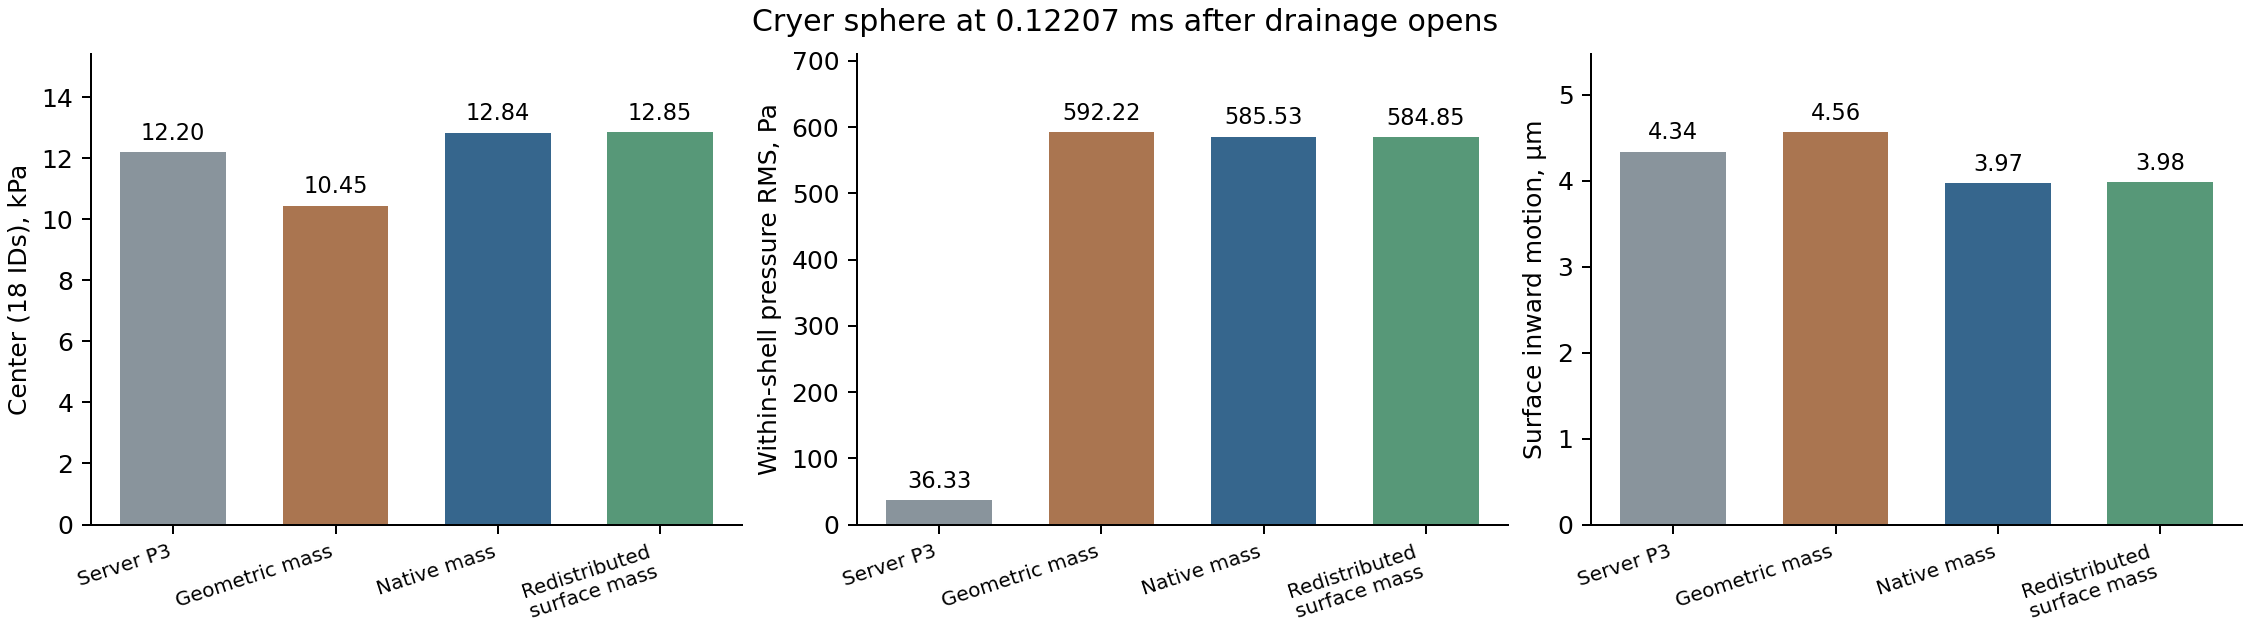 Cryer sphere at 0.12207 ms after drainage opens
Center (18 IDs), kPa
14
12
10
8
6
4
2
0
12.20
10.45
12.84
12.85
Server P3
Geometric mass
Native mass
Redistributed
surface mass
Within-shell pressure RMS, Pa
700
600
500
400
300
200
100
0
36.33
592.22
585.53
584.85
Server P3
Geometric mass
Native mass
Redistributed
surface mass
Surface inward motion, µm
5
4
3
2
1
0
4.34
4.56
3.97
3.98
Server P3
Geometric mass
Native mass
Redistributed
surface mass